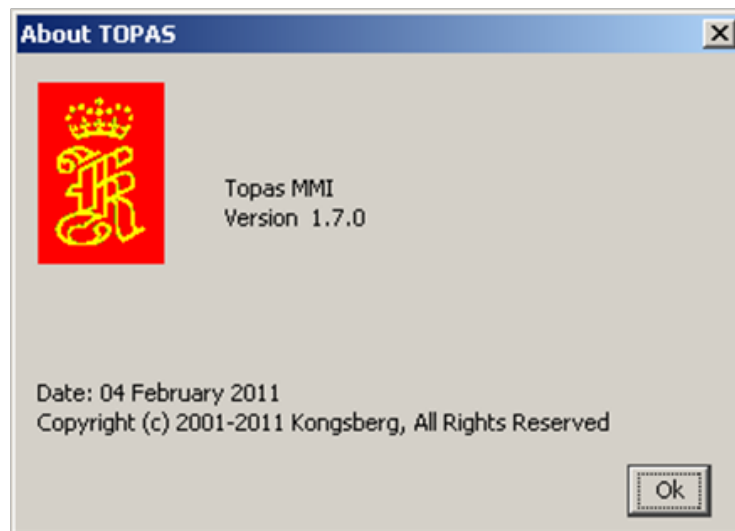 About TOPAS
Topas MMI
Version 1.7.0
Date: 04 February 2011
Copyright (c) 2001-2011 Kongsberg, All Rights Reserved
Ok